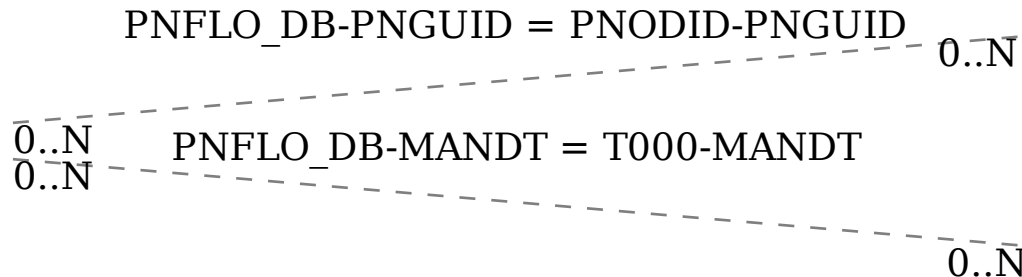 PNFLO_DB-PNGUID = PNODID-PNGUID
0..N
0..N
PNFLO_DB-MANDT = T000-MANDT
0..N
0..N